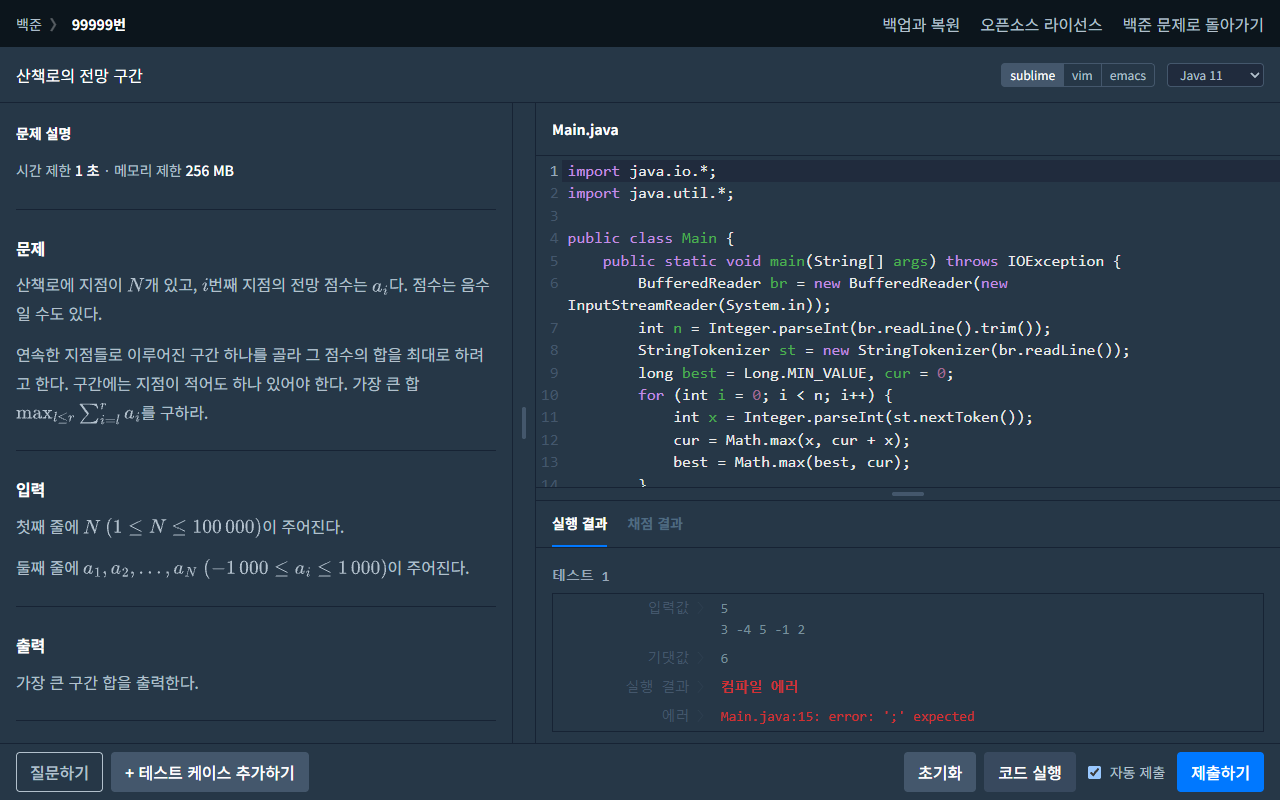 백준 》 99999번
백업과 복원 오픈소스 라이선스 백준 문제로 돌아가기
산책로의 전망 구간
sublime vim emacs Java 11
문제 설명
시간 제한 1 초 · 메모리 제한 256 MB
문제
산책로에 지점이 N개 있고, i번째 지점의 전망 점수는 a_i다. 점수는 음수
일 수도 있다.
연속한 지점들로 이루어진 구간 하나를 골라 그 점수의 합을 최대로 하려
고 한다. 구간에는 지점이 적어도 하나 있어야 한다. 가장 큰 합
max_{l≤r} ∑_{i=l}^{r} a_i를 구하라.
입력
첫째 줄에 N (1 ≤ N ≤ 100 000)이 주어진다.
둘째 줄에 a_1, a_2, ..., a_N (−1 000 ≤ a_i ≤ 1 000)이 주어진다.
출력
가장 큰 구간 합을 출력한다.
Main.java
1 import java.io.*;
2 import java.util.*;
3
4 public class Main {
5 public static void main(String[] args) throws IOException {
6 BufferedReader br = new BufferedReader(new
InputStreamReader(System.in));
7 int n = Integer.parseInt(br.readLine().trim());
8 StringTokenizer st = new StringTokenizer(br.readLine());
9 long best = Long.MIN_VALUE, cur = 0;
10 for (int i = 0; i < n; i++) {
11 int x = Integer.parseInt(st.nextToken());
12 cur = Math.max(x, cur + x);
13 best = Math.max(best, cur);
14 }
실행 결과 채점 결과
테스트 1
입력값 5
3 -4 5 -1 2
기댓값 6
실행 결과 컴파일 에러
에러 Main.java:15: error: ';' expected
질문하기 + 테스트 케이스 추가하기
초기화 코드 실행 자동 제출 제출하기